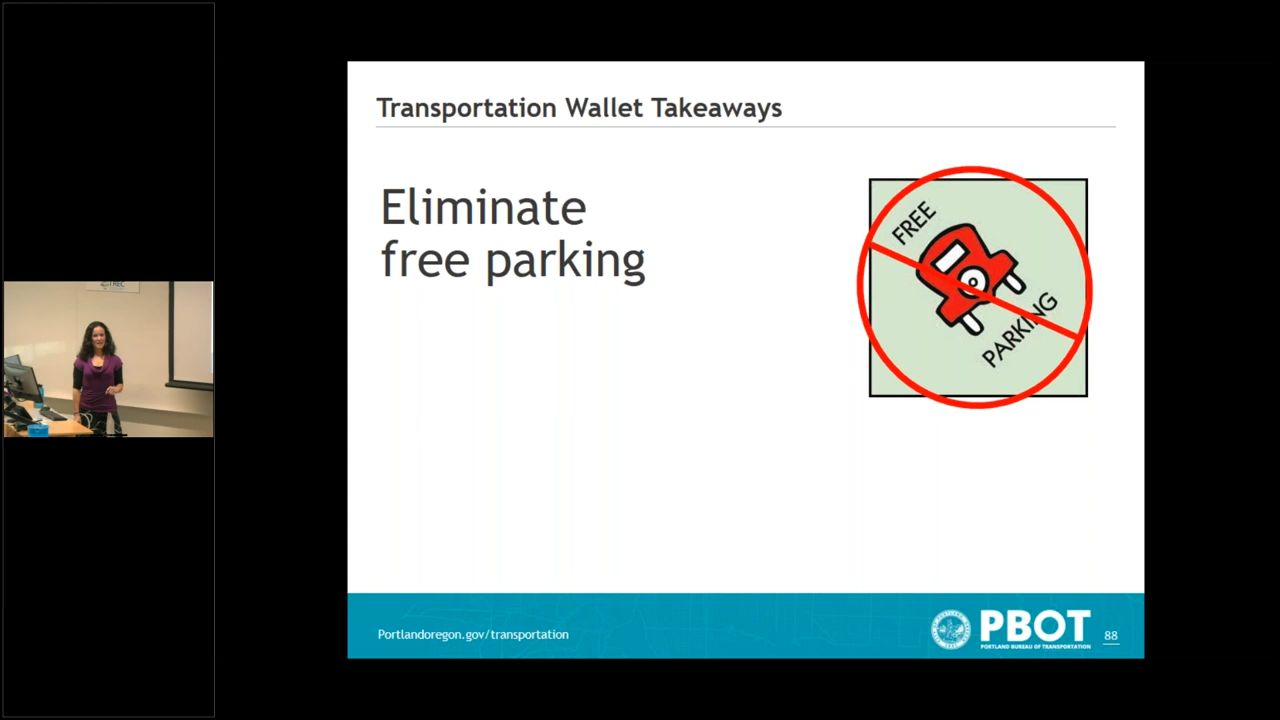 Transportation Wallet Takeaways
Eliminate
free parking
FREE
PARKING
Portlandoregon.gov/transportation
PBOT
PORTLAND BUREAU OF TRANSPORTATION
88